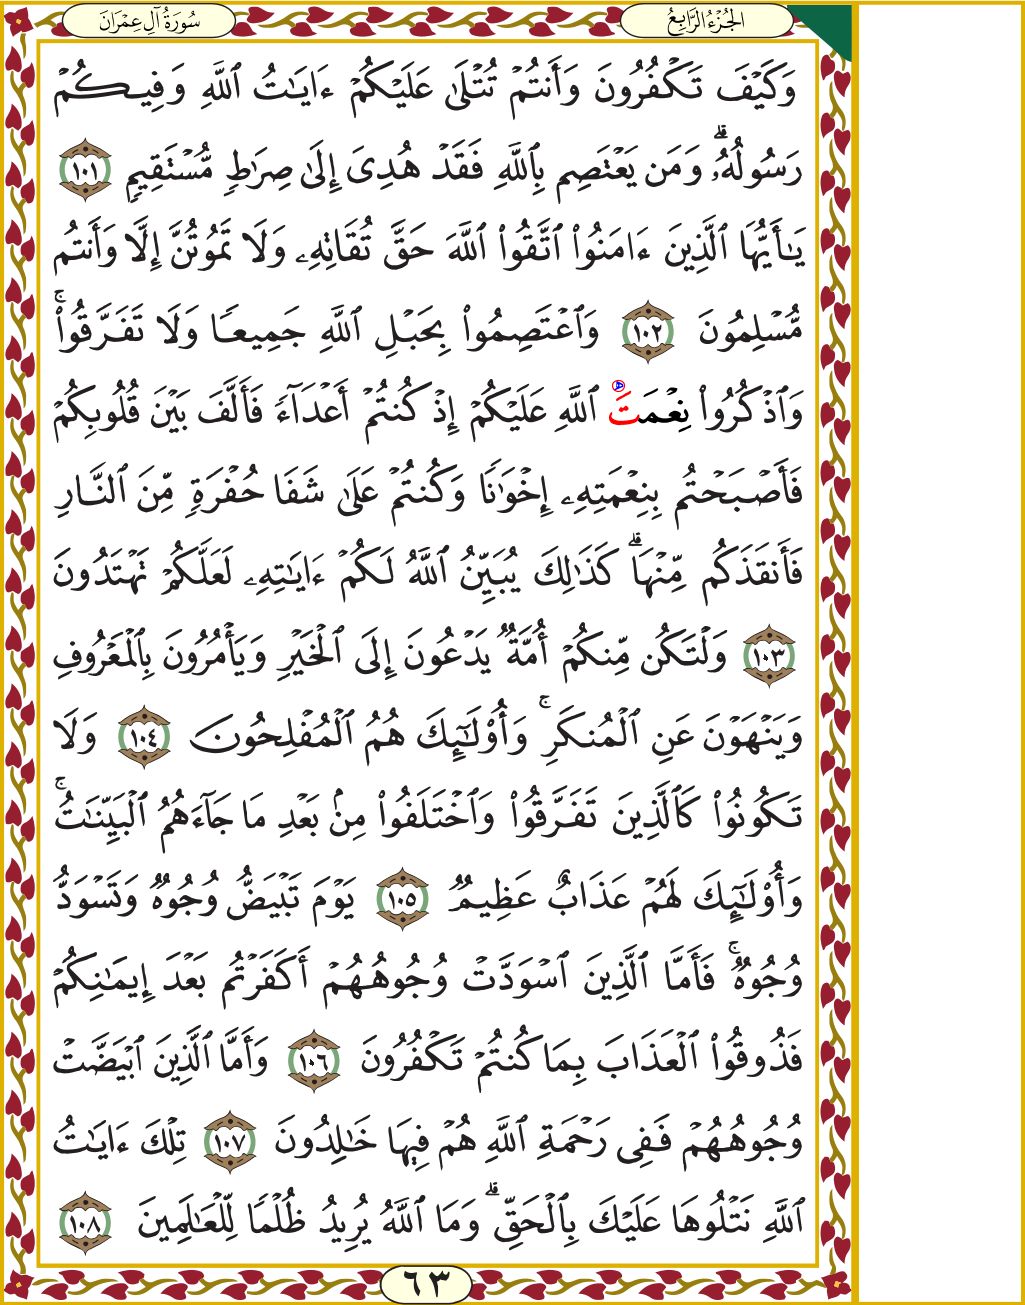 الجُزْءُ الرَّابِعُ
سُورَةُ آلِ عِمْرَانَ
وَكَيْفَ تَكْفُرُونَ وَأَنتُمْ تُتْلَىٰ عَلَيْكُمْ ءَايَٰتُ ٱللَّهِ وَفِيكُمْ
رَسُولُهُۥ ۗ وَمَن يَعْتَصِم بِٱللَّهِ فَقَدْ هُدِىَ إِلَىٰ صِرَٰطٍ مُّسْتَقِيمٍ ١٠١
يَٰٓأَيُّهَا ٱلَّذِينَ ءَامَنُوا۟ ٱتَّقُوا۟ ٱللَّهَ حَقَّ تُقَاتِهِۦ وَلَا تَمُوتُنَّ إِلَّا وَأَنتُم
مُّسْلِمُونَ ١٠٢ وَٱعْتَصِمُوا۟ بِحَبْلِ ٱللَّهِ جَمِيعًا وَلَا تَفَرَّقُوا۟ ۚ
وَٱذْكُرُوا۟ نِعْمَتَ ٱللَّهِ عَلَيْكُمْ إِذْ كُنتُمْ أَعْدَآءً فَأَلَّفَ بَيْنَ قُلُوبِكُمْ
فَأَصْبَحْتُم بِنِعْمَتِهِۦٓ إِخْوَٰنًا وَكُنتُمْ عَلَىٰ شَفَا حُفْرَةٍ مِّنَ ٱلنَّارِ
فَأَنقَذَكُم مِّنْهَا ۗ كَذَٰلِكَ يُبَيِّنُ ٱللَّهُ لَكُمْ ءَايَٰتِهِۦ لَعَلَّكُمْ تَهْتَدُونَ
١٠٣ وَلْتَكُن مِّنكُمْ أُمَّةٌ يَدْعُونَ إِلَى ٱلْخَيْرِ وَيَأْمُرُونَ بِٱلْمَعْرُوفِ
وَيَنْهَوْنَ عَنِ ٱلْمُنكَرِ ۚ وَأُو۟لَٰٓئِكَ هُمُ ٱلْمُفْلِحُونَ ١٠٤ وَلَا
تَكُونُوا۟ كَٱلَّذِينَ تَفَرَّقُوا۟ وَٱخْتَلَفُوا۟ مِنۢ بَعْدِ مَا جَآءَهُمُ ٱلْبَيِّنَٰتُ ۚ
وَأُو۟لَٰٓئِكَ لَهُمْ عَذَابٌ عَظِيمٌ ١٠٥ يَوْمَ تَبْيَضُّ وُجُوهٌ وَتَسْوَدُّ
وُجُوهٌ ۚ فَأَمَّا ٱلَّذِينَ ٱسْوَدَّتْ وُجُوهُهُمْ أَكَفَرْتُم بَعْدَ إِيمَٰنِكُمْ
فَذُوقُوا۟ ٱلْعَذَابَ بِمَا كُنتُمْ تَكْفُرُونَ ١٠٦ وَأَمَّا ٱلَّذِينَ ٱبْيَضَّتْ
وُجُوهُهُمْ فَفِى رَحْمَةِ ٱللَّهِ هُمْ فِيهَا خَٰلِدُونَ ١٠٧ تِلْكَ ءَايَٰتُ
ٱللَّهِ نَتْلُوهَا عَلَيْكَ بِٱلْحَقِّ ۗ وَمَا ٱللَّهُ يُرِيدُ ظُلْمًا لِّلْعَٰلَمِينَ ١٠٨
٦٣